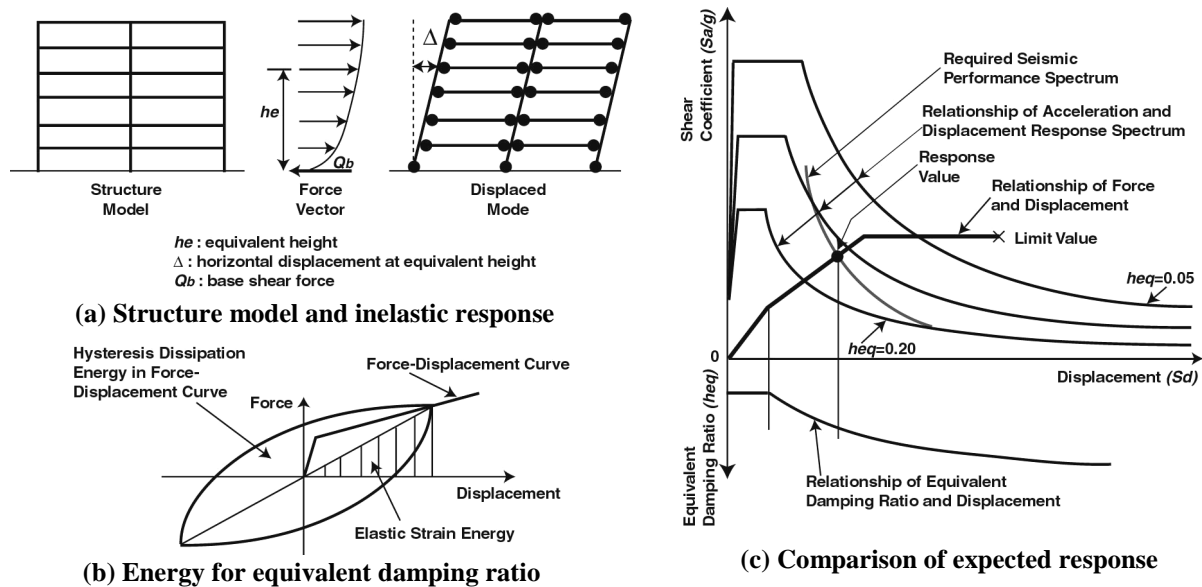 Δ
he
Qb
Structure
Model
Force
Vector
Displaced
Mode
he : equivalent height
Δ : horizontal displacement at equivalent height
Qb : base shear force
(a) Structure model and inelastic response
Hysteresis Dissipation
Energy in Force-
Displacement Curve
Force-Displacement Curve
Force
Displacement
Elastic Strain Energy
(b) Energy for equivalent damping ratio
Shear
Coefficient (Sa/g)
Required Seismic
Performance Spectrum
Relationship of Acceleration and
Displacement Response Spectrum
Response
Value
Relationship of Force
and Displacement
Limit Value
heq=0.05
heq=0.20
0
Displacement (Sd)
Equivalent
Damping Ratio (heq)
Relationship of Equivalent
Damping Ratio and Displacement
(c) Comparison of expected response